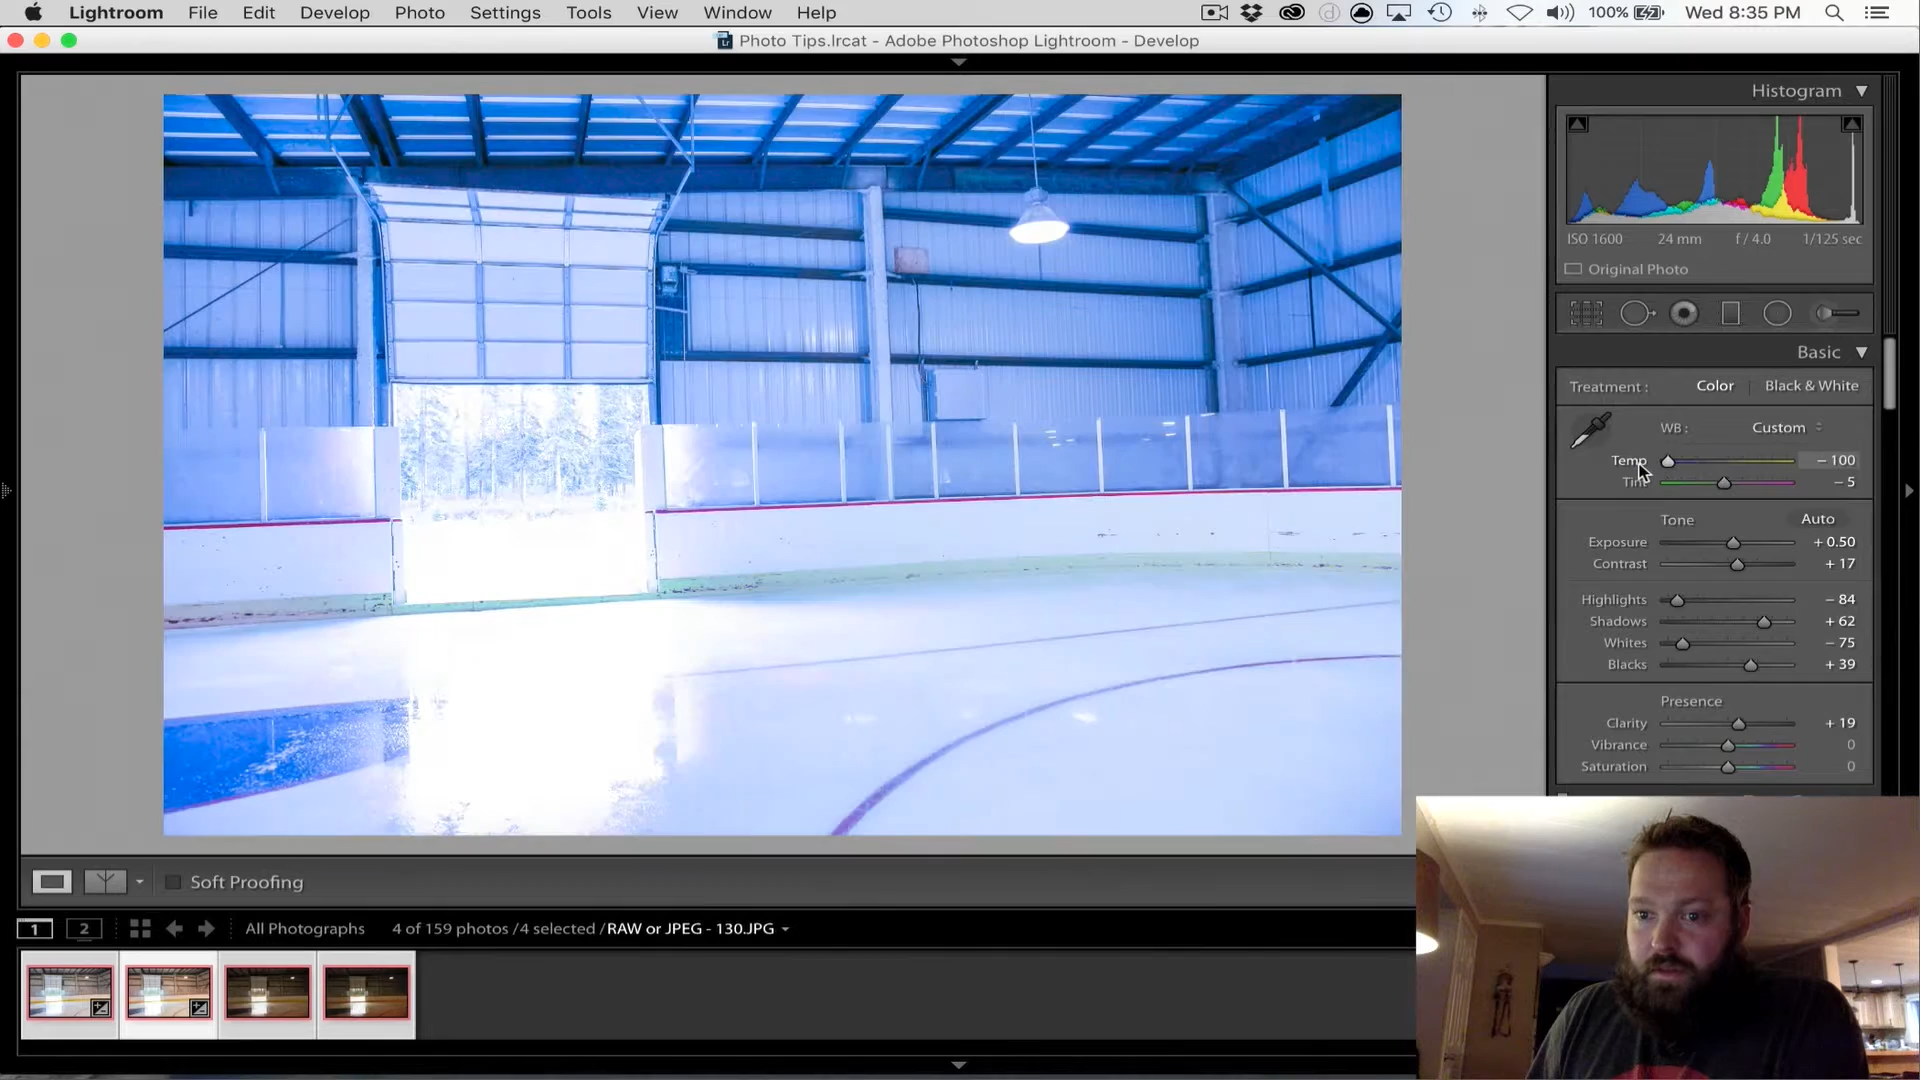 Lightroom File Edit Develop Photo Settings Tools View Window Help 100% Wed 8:35 PM
Photo Tips.lrcat - Adobe Photoshop Lightroom - Develop
Histogram
ISO 1600 24 mm f / 4.0 1/125 sec
Original Photo
Basic
Treatment : Color Black & White
WB : Custom
Temp – 100
Tint – 5
Tone Auto
Exposure + 0.50
Contrast + 17
Highlights – 84
Shadows + 62
Whites – 75
Blacks + 39
Presence
Clarity + 19
Vibrance 0
Saturation 0
Soft Proofing
1 2 All Photographs 4 of 159 photos /4 selected /RAW or JPEG - 130.JPG